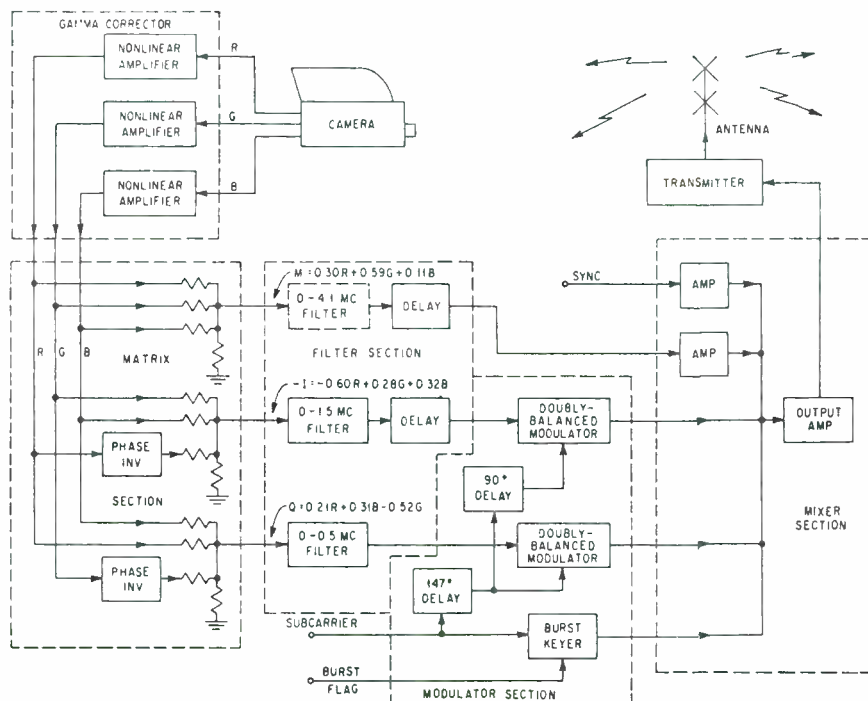 GAMMA CORRECTOR
NONLINEAR
AMPLIFIER
R
NONLINEAR
AMPLIFIER
G
CAMERA
NONLINEAR
AMPLIFIER
B
ANTENNA
TRANSMITTER
M = 0.30R + 0.59G + 0.11B
0-4.1 MC
FILTER
DELAY
FILTER SECTION
R
G
B
MATRIX
-I = -0.60R + 0.28G + 0.32B
0-1.5 MC
FILTER
DELAY
DOUBLY-
BALANCED
MODULATOR
PHASE
INV
SECTION
90°
DELAY
Q = 0.21R + 0.31B - 0.52G
0-0.5 MC
FILTER
DOUBLY-
BALANCED
MODULATOR
PHASE
INV
147°
DELAY
SUBCARRIER
BURST
KEYER
BURST
FLAG
MODULATOR SECTION
SYNC
AMP
AMP
OUTPUT
AMP
MIXER
SECTION